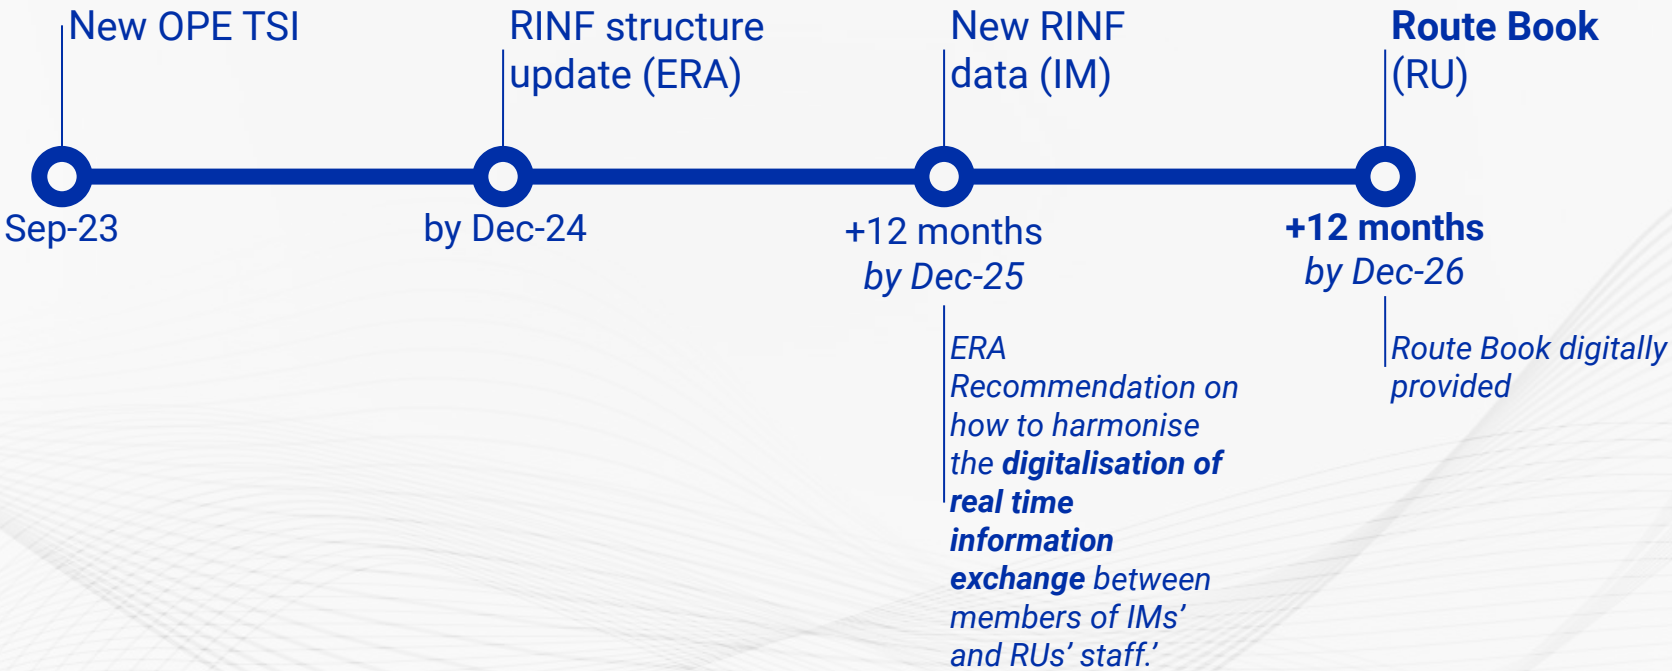 New OPE TSI
RINF structure
update (ERA)
New RINF
data (IM)
Route Book
(RU)
Sep-23
by Dec-24
+12 months
by Dec-25
+12 months
by Dec-26
ERA
Recommendation on
how to harmonise
the digitalisation of
real time
information
exchange between
members of IMs’
and RUs’ staff.’
Route Book digitally
provided